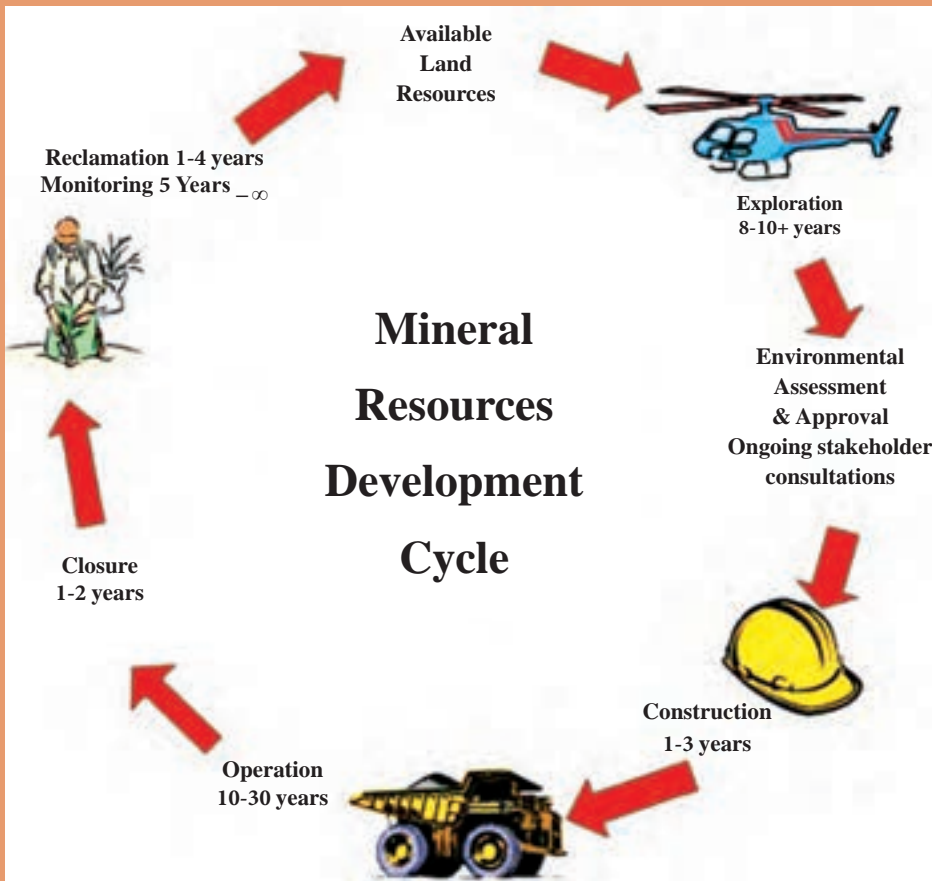 Available
Land
Resources
Exploration
8-10+ years
Environmental
Assessment
& Approval
Ongoing stakeholder
consultations
Construction
1-3 years
Operation
10-30 years
Closure
1-2 years
Reclamation 1-4 years
Monitoring 5 Years –∞
Mineral
Resources
Development
Cycle